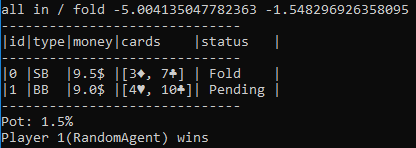 all in / fold -5.004135047782363 -1.548296926358095
------------------------------
|id|type|money|cards     |status   |
------------------------------
|0 |SB  |9.5$ |[3♦, 7♣] | Fold    |
|1 |BB  |9.0$ |[4♥, 10♣]| Pending |
------------------------------
Pot: 1.5%
Player 1(RandomAgent) wins